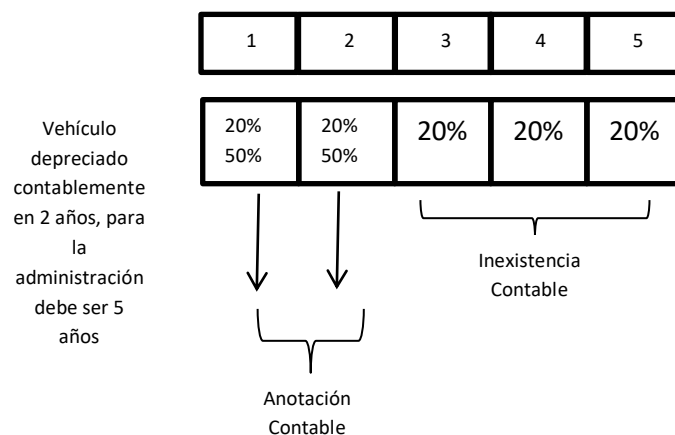 1 2 3 4 5
Vehículo
depreciado
contablemente
en 2 años, para
la
administración
debe ser 5
años
20% 20% 20% 20% 20%
50% 50%
Inexistencia
Contable
Anotación
Contable